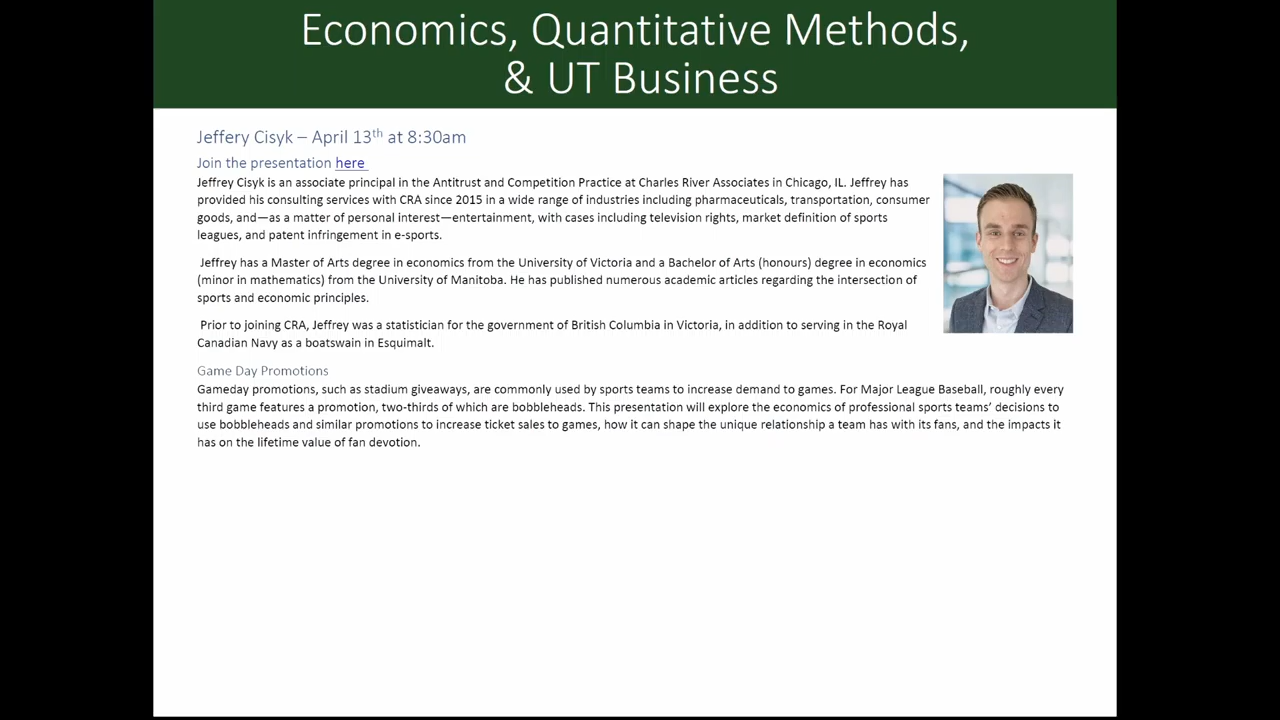 Economics, Quantitative Methods,
& UT Business
Jeffery Cisyk – April 13th at 8:30am
Join the presentation here
Jeffrey Cisyk is an associate principal in the Antitrust and Competition Practice at Charles River Associates in Chicago, IL. Jeffrey has
provided his consulting services with CRA since 2015 in a wide range of industries including pharmaceuticals, transportation, consumer
goods, and—as a matter of personal interest—entertainment, with cases including television rights, market definition of sports
leagues, and patent infringement in e-sports.
Jeffrey has a Master of Arts degree in economics from the University of Victoria and a Bachelor of Arts (honours) degree in economics
(minor in mathematics) from the University of Manitoba. He has published numerous academic articles regarding the intersection of
sports and economic principles.
Prior to joining CRA, Jeffrey was a statistician for the government of British Columbia in Victoria, in addition to serving in the Royal
Canadian Navy as a boatswain in Esquimalt.
Game Day Promotions
Gameday promotions, such as stadium giveaways, are commonly used by sports teams to increase demand to games. For Major League Baseball, roughly every
third game features a promotion, two-thirds of which are bobbleheads. This presentation will explore the economics of professional sports teams’ decisions to
use bobbleheads and similar promotions to increase ticket sales to games, how it can shape the unique relationship a team has with its fans, and the impacts it
has on the lifetime value of fan devotion.